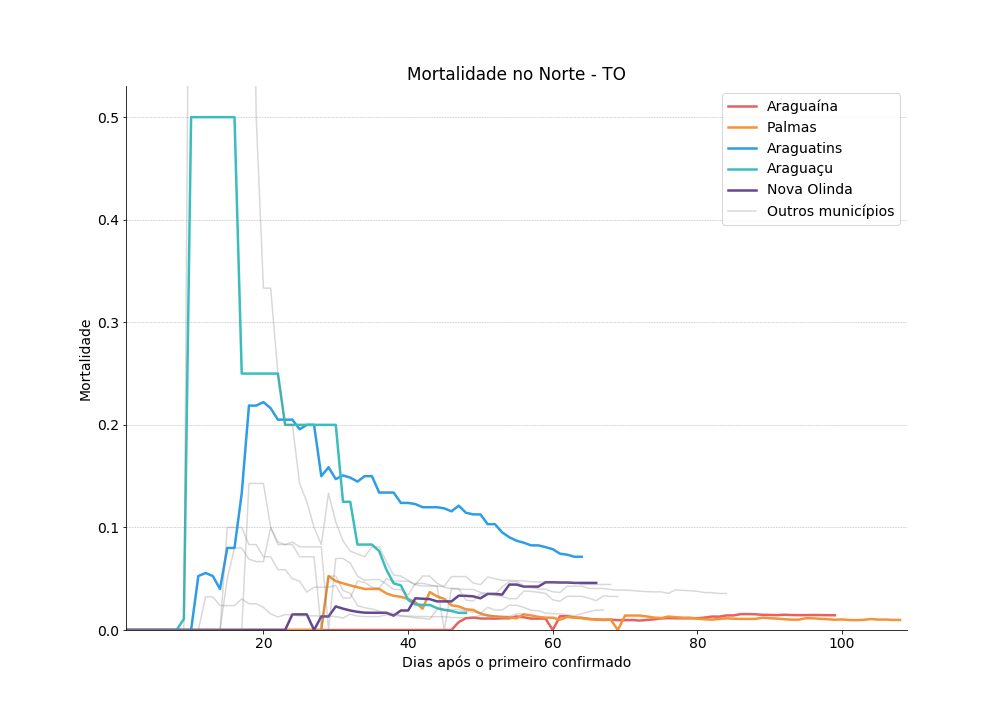 Mortalidade no Norte - TO
Araguaína
Palmas
Araguatins
Araguaçu
Nova Olinda
Outros municípios
Mortalidade
0.5
0.4
0.3
0.2
0.1
0.0
20
40
60
80
100
Dias após o primeiro confirmado